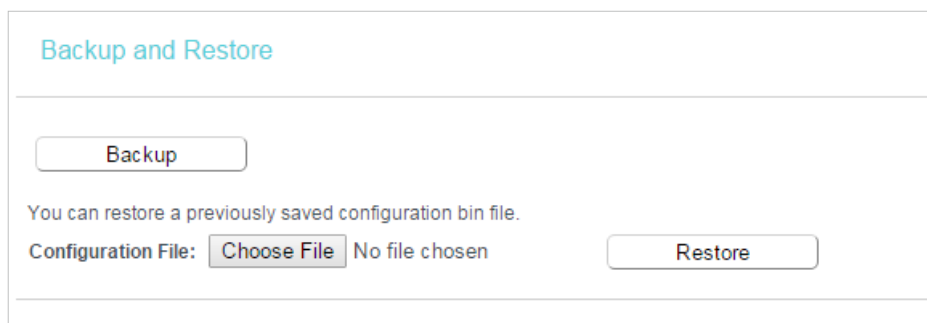 Backup and Restore
Backup
You can restore a previously saved configuration bin file.
Configuration File: Choose File No file chosen Restore